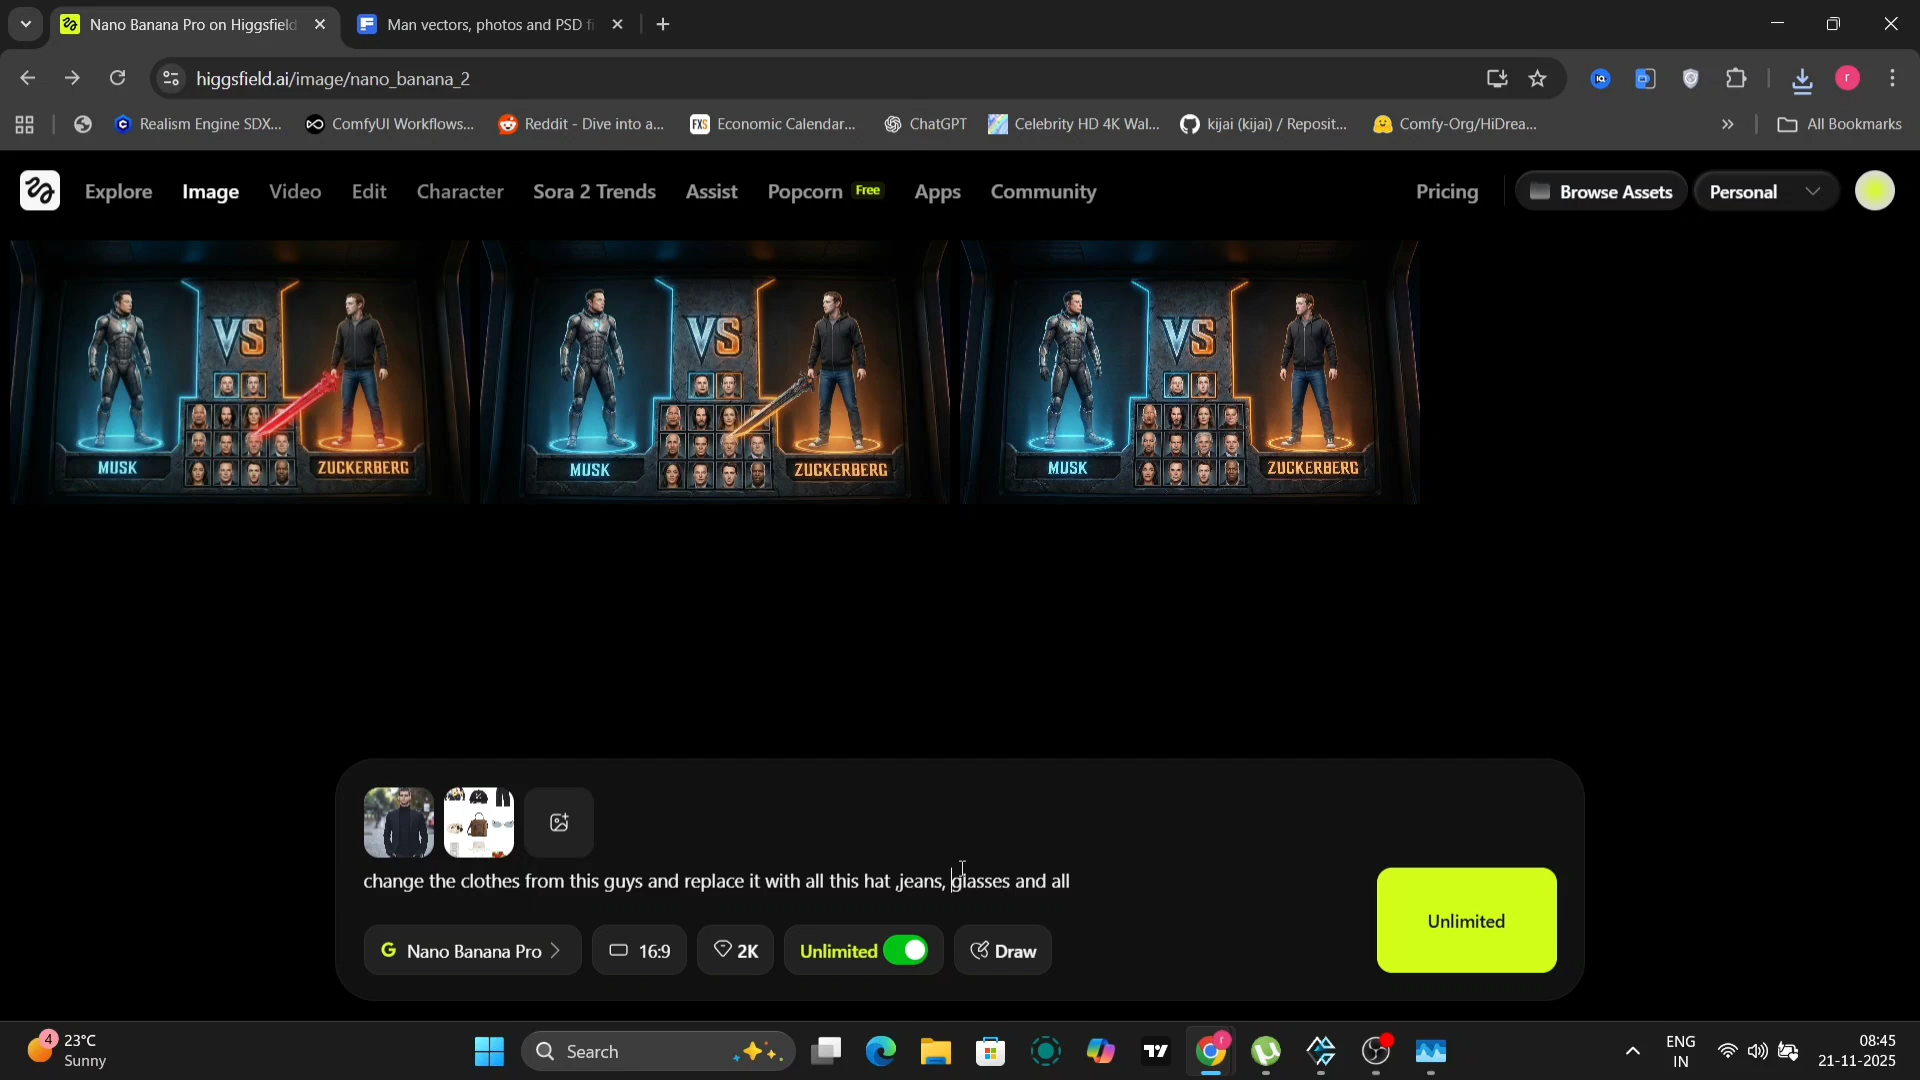 Nano Banana Pro on Higgsfield
Man vectors, photos and PSD fi
higgsfield.ai/image/nano_banana_2
Realism Engine SDX...
ComfyUI Workflows...
Reddit - Dive into a...
Economic Calendar...
ChatGPT
Celebrity HD 4K Wal...
kijai (kijai) / Reposit...
Comfy-Org/HiDrea...
All Bookmarks
Explore
Image
Video
Edit
Character
Sora 2 Trends
Assist
Popcorn Free
Apps
Community
Pricing
Browse Assets
Personal
VS
MUSK
ZUCKERBERG
VS
MUSK
ZUCKERBERG
VS
MUSK
ZUCKERBERG
change the clothes from this guys and replace it with all this hat ,jeans, glasses and all
G Nano Banana Pro
16:9
2K
Unlimited
Draw
Unlimited
4
23°C
Sunny
Search
ENG
IN
08:45
21-11-2025